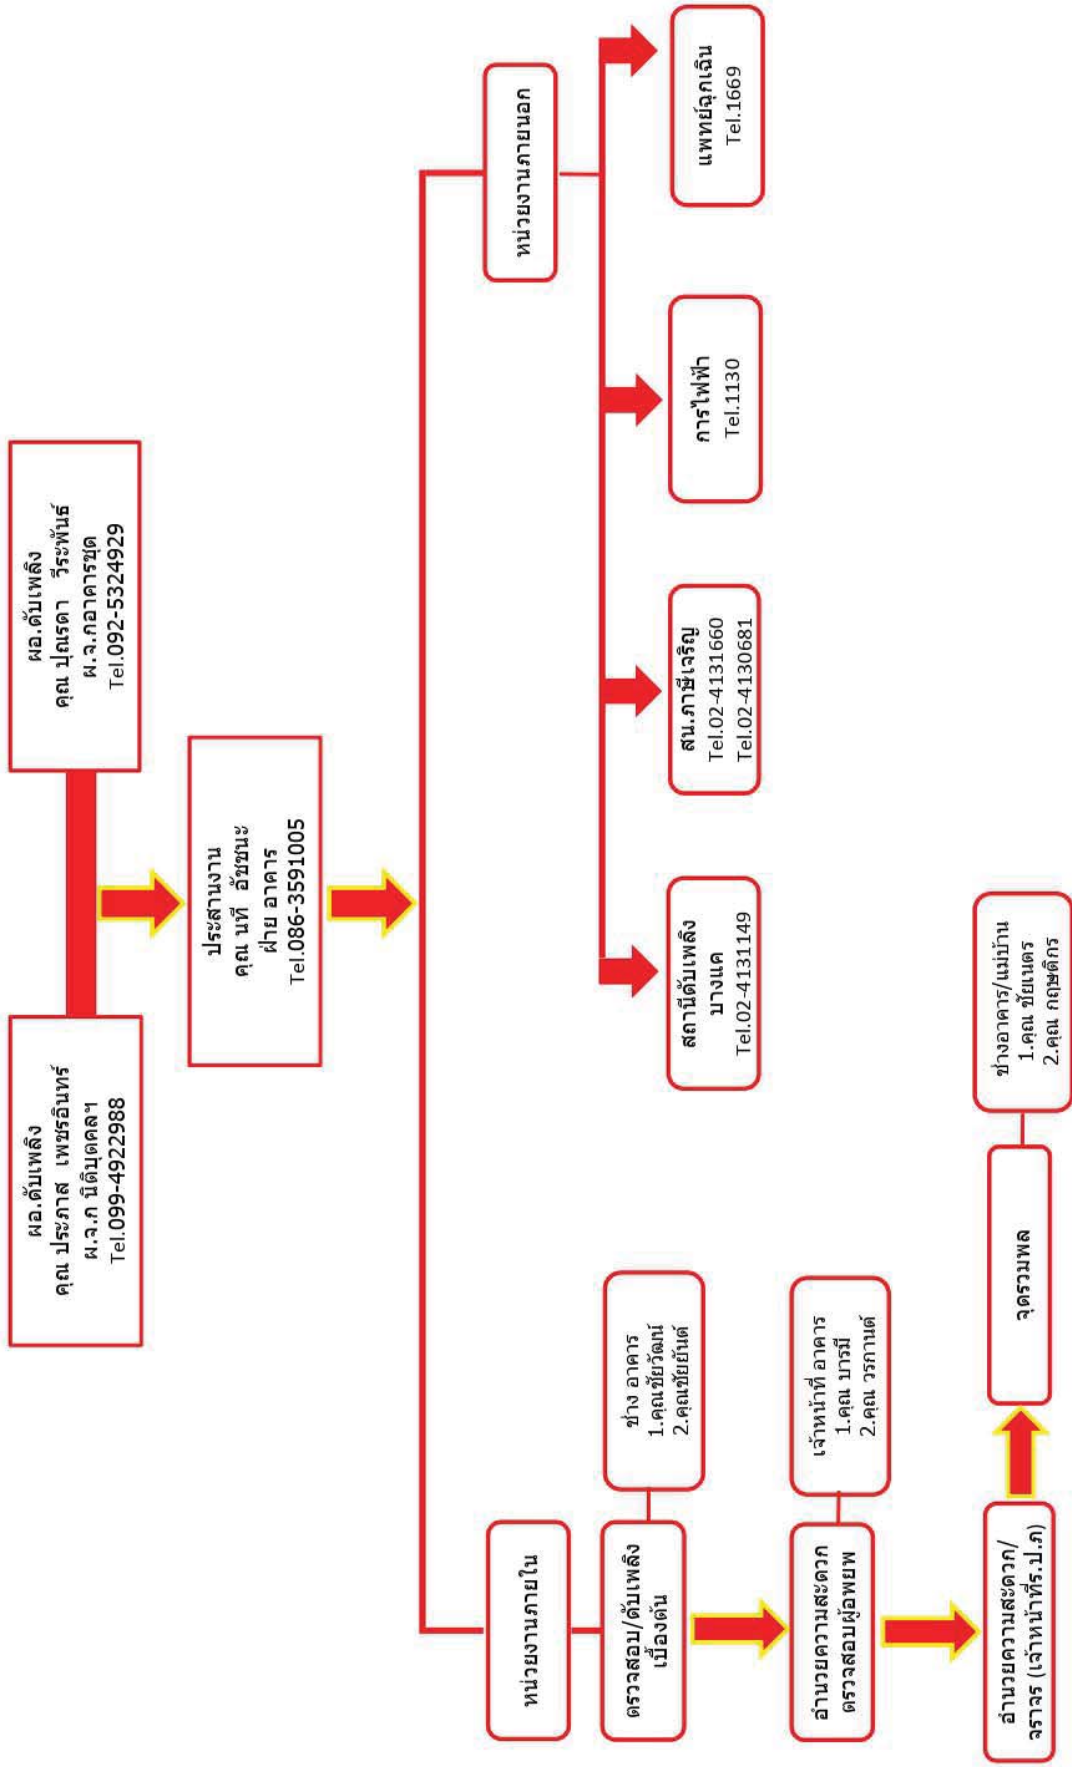 ผอ.ดับเพลิง
คุณ ประภาส เพชรอินทร์
ผ.จ.ก นิติบุคคลฯ
Tel.099-4922988
ผอ.ดับเพลิง
คุณ ปุณรดา วีระพันธ์
ผ.จ.กอาคารชุด
Tel.092-5324929
ประสานงาน
คุณ นที อัชชนะ
ฝ่าย อาคาร
Tel.086-3591005
หน่วยงานภายใน
หน่วยงานภายนอก
ตรวจสอบ/ดับเพลิง
เบื้องต้น
ช่าง อาคาร
1.คุณชัยวัฒน์
2.คุณชัยยันต์
สถานีดับเพลิง
บางแค
Tel.02-4131149
สน.ภาษีเจริญ
Tel.02-4131660
Tel.02-4130681
การไฟฟ้า
Tel.1130
แพทย์ฉุกเฉิน
Tel.1669
อำนวยความสะดวก
ตรวจสอบผู้อพยพ
เจ้าหน้าที่ อาคาร
1.คุณ บารมี
2.คุณ วรกานต์
อำนวยความสะดวก/
จราจร (เจ้าหน้าที่ร.ป.ภ)
จุดรวมพล
ช่างอาคาร/แม่บ้าน
1.คุณ ชัยเนตร
2.คุณ กฤษติกร